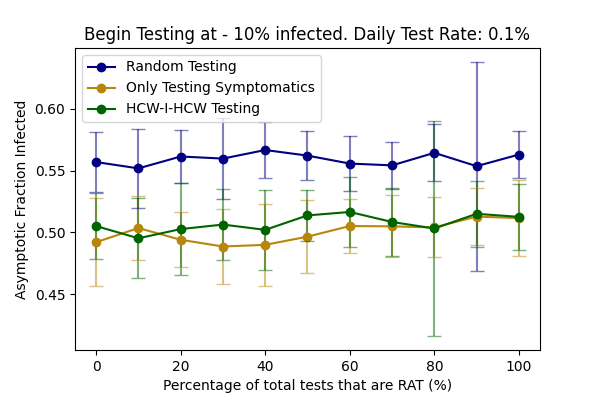 Begin Testing at - 10% infected. Daily Test Rate: 0.1%
Random Testing
Only Testing Symptomatics
HCW-I-HCW Testing
Asymptotic Fraction Infected
0.60
0.55
0.50
0.45
0 20 40 60 80 100
Percentage of total tests that are RAT (%)